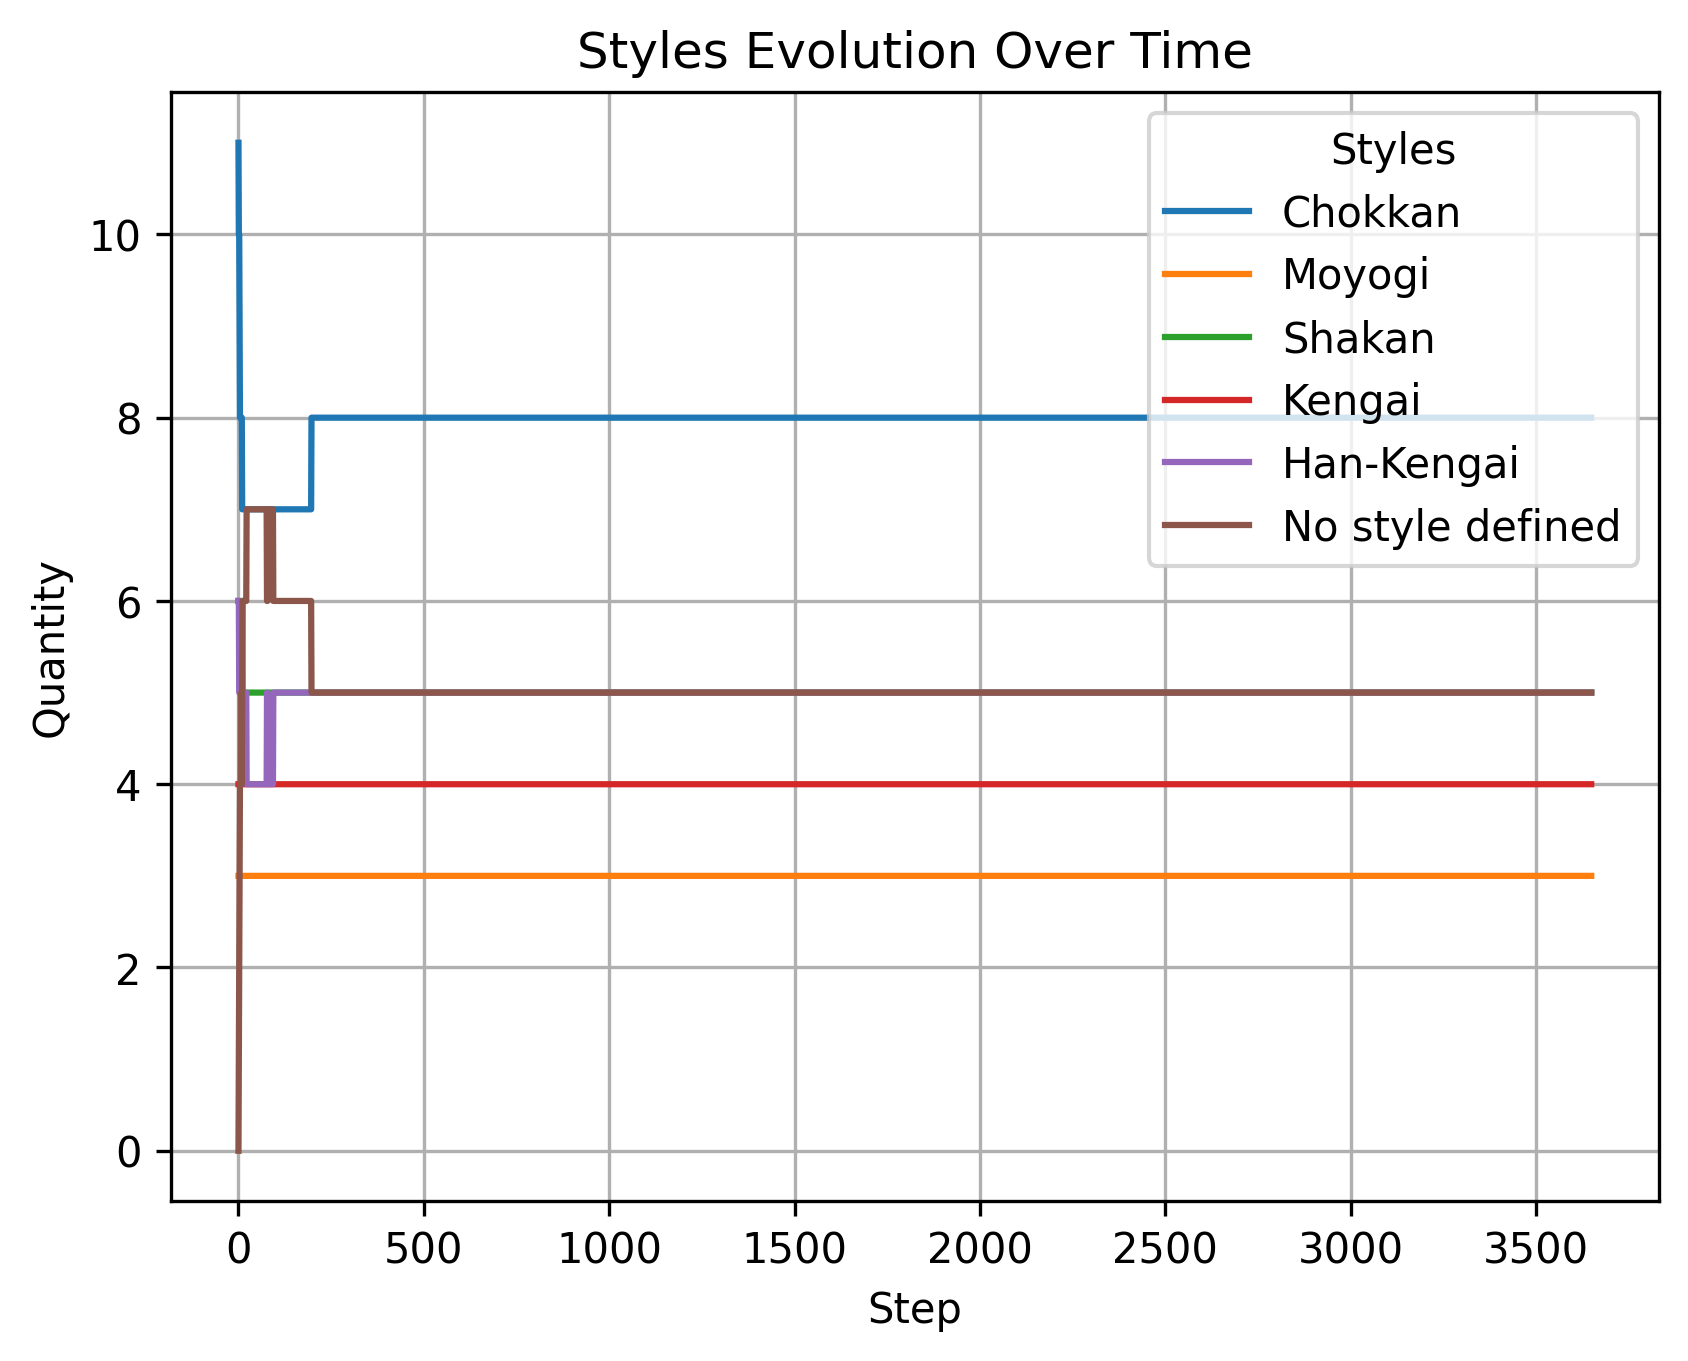 Styles Evolution Over Time
Styles
Chokkan
Moyogi
Shakan
Kengai
Han-Kengai
No style defined
Quantity
10
8
6
4
2
0
0 500 1000 1500 2000 2500 3000 3500
Step